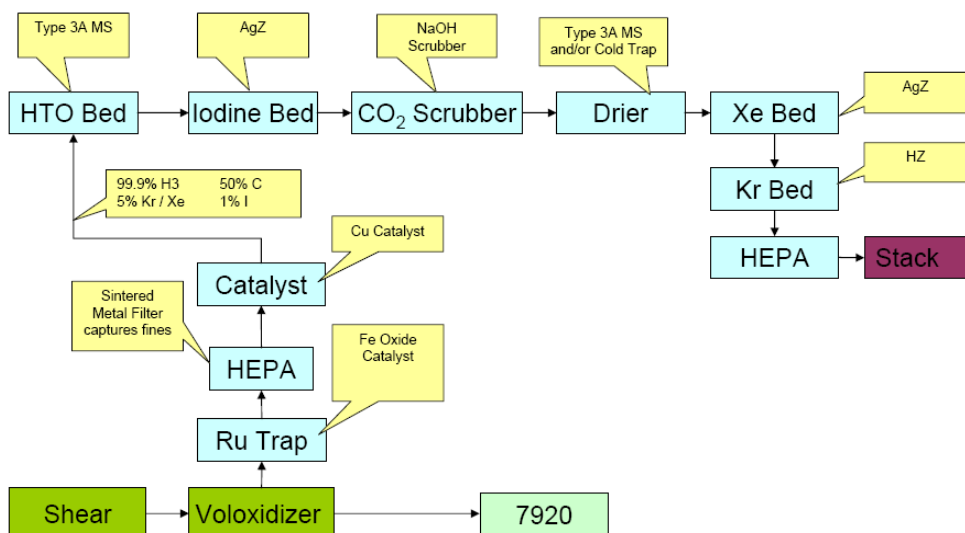 Type 3A MS
AgZ
NaOH
Scrubber
Type 3A MS
and/or Cold Trap
HTO Bed
Iodine Bed
CO₂ Scrubber
Drier
Xe Bed
AgZ
99.9% H3 50% C
5% Kr / Xe 1% I
Kr Bed
HZ
Cu Catalyst
HEPA
Stack
Catalyst
Sintered
Metal Filter
captures fines
Fe Oxide
Catalyst
HEPA
Ru Trap
Shear
Voloxidizer
7920